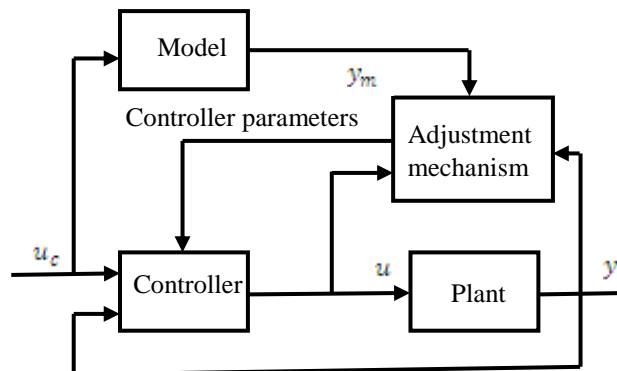 Model
y_m
Controller parameters
Adjustment
mechanism
u_c
Controller
u
Plant
y